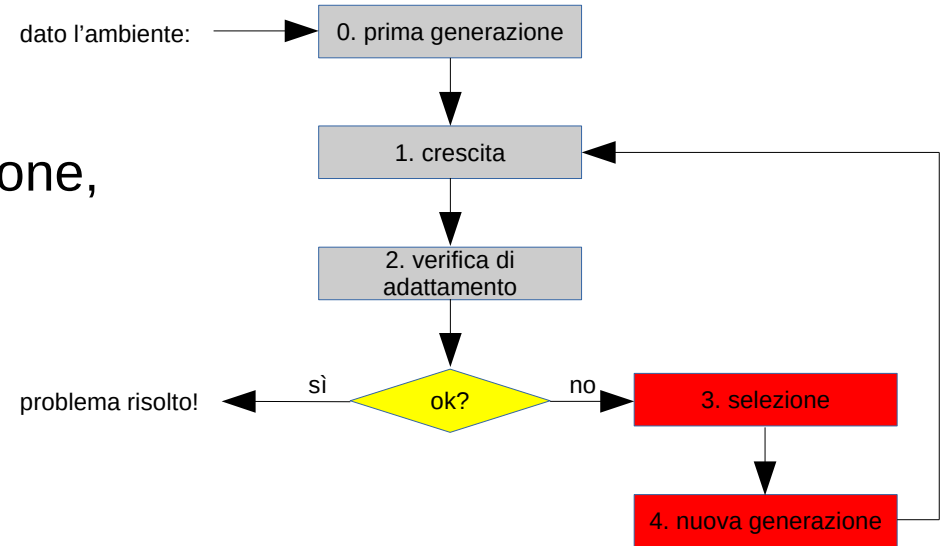 dato l’ambiente:
0. prima generazione
1. crescita
one,
2. verifica di
adattamento
sì
no
problema risolto!
ok?
3. selezione
4. nuova generazione